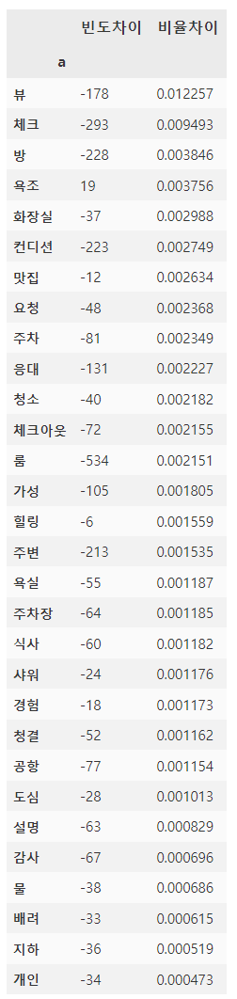 빈도차이 비율차이
a
뷰 -178 0.012257
체크 -293 0.009493
방 -228 0.003846
욕조 19 0.003756
화장실 -37 0.002988
컨디션 -223 0.002749
맛집 -12 0.002634
요청 -48 0.002368
주차 -81 0.002349
응대 -131 0.002227
청소 -40 0.002182
체크아웃 -72 0.002155
룸 -534 0.002151
가성 -105 0.001805
힐링 -6 0.001559
주변 -213 0.001535
욕실 -55 0.001187
주차장 -64 0.001185
식사 -60 0.001182
샤워 -24 0.001176
경험 -18 0.001173
청결 -52 0.001162
공항 -77 0.001154
도심 -28 0.001013
설명 -63 0.000829
감사 -67 0.000696
물 -38 0.000686
배려 -33 0.000615
지하 -36 0.000519
개인 -34 0.000473